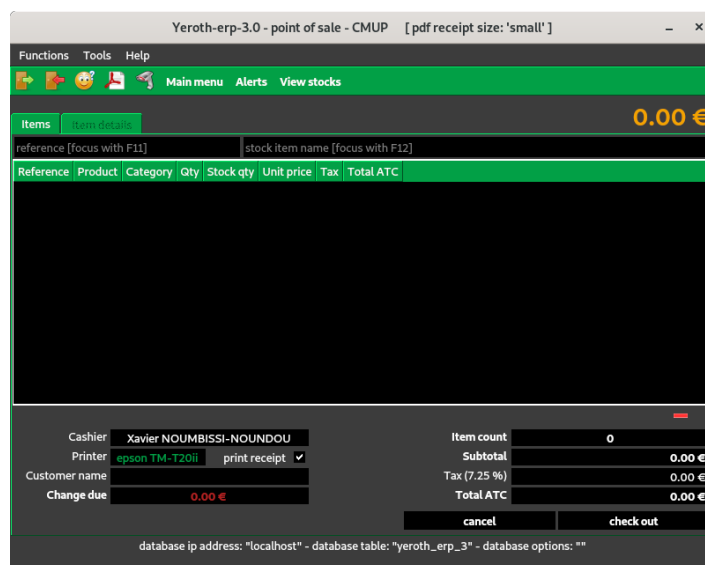 Yeroth-erp-3.0 - point of sale - CMUP [ pdf receipt size: 'small' ]
Functions Tools Help
Main menu Alerts View stocks
Items Item details 0.00 €
reference [focus with F11] stock item name [focus with F12]
Reference Product Category Qty Stock qty Unit price Tax Total ATC
Cashier Xavier NOUMBISSI-NOUNDOU Item count 0
Printer epson TM-T20ii print receipt Subtotal 0.00 €
Customer name Tax (7.25 %) 0.00 €
Change due 0.00 € Total ATC 0.00 €
cancel check out
database ip address: "localhost" - database table: "yeroth_erp_3" - database options: ""